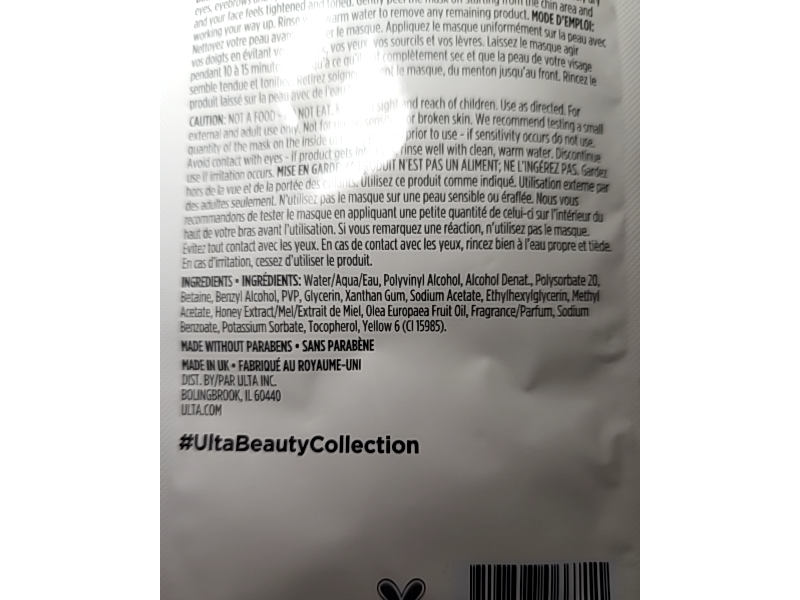 eyes, eyebrows and
and your face feels tightened and toned. Gently peel the mask off starting from the chin area and
working your way up. Rinse warm water to remove any remaining product. MODE D'EMPLOI:
Nettoyez votre peau avant le masque. Appliquez le masque uniformément sur la peau avec
vos doigts en évitant vos yeux, vos sourcils et vos lèvres. Laissez le masque agir
pendant 10 à 15 minutes ce qu'il complètement sec et que la peau de votre visage
semble tendue et tonifiée. Retirez le masque, du menton jusqu'au front. Rincez le
produit laissé sur la peau avec de l'eau
CAUTION: NOT A FOOD - NOT EAT. sight and reach of children. Use as directed. For
external and adult use only. Not for or broken skin. We recommend testing a small
quantity of the mask on the inside of prior to use - if sensitivity occurs do not use.
Avoid contact with eyes - if product gets into rinse well with clean, warm water. Discontinue
use if irritation occurs. MISE EN GARDE N'EST PAS UN ALIMENT; NE L'INGÉREZ PAS. Gardez
hors de la vue et de la portée des enfants. Utilisez ce produit comme indiqué. Utilisation externe par
des adultes seulement. N'utilisez pas le masque sur une peau sensible ou éraflée. Nous vous
recommandons de tester le masque en appliquant une petite quantité de celui-ci sur l'intérieur du
haut de votre bras avant l'utilisation. Si vous remarquez une réaction, n'utilisez pas le masque.
Évitez tout contact avec les yeux. En cas de contact avec les yeux, rincez bien à l'eau propre et tiède.
En cas d'irritation, cessez d'utiliser le produit.
INGREDIENTS • INGRÉDIENTS: Water/Aqua/Eau, Polyvinyl Alcohol, Alcohol Denat., Polysorbate 20,
Betaine, Benzyl Alcohol, PVP, Glycerin, Xanthan Gum, Sodium Acetate, Ethylhexylglycerin, Methyl
Acetate, Honey Extract/Mel/Extrait de Miel, Olea Europaea Fruit Oil, Fragrance/Parfum, Sodium
Benzoate, Potassium Sorbate, Tocopherol, Yellow 6 (CI 15985).
MADE WITHOUT PARABENS • SANS PARABÈNE
MADE IN UK • FABRIQUÉ AU ROYAUME-UNI
DIST. BY/PAR ULTA INC.
BOLINGBROOK, IL 60440
ULTA.COM
#UltaBeautyCollection